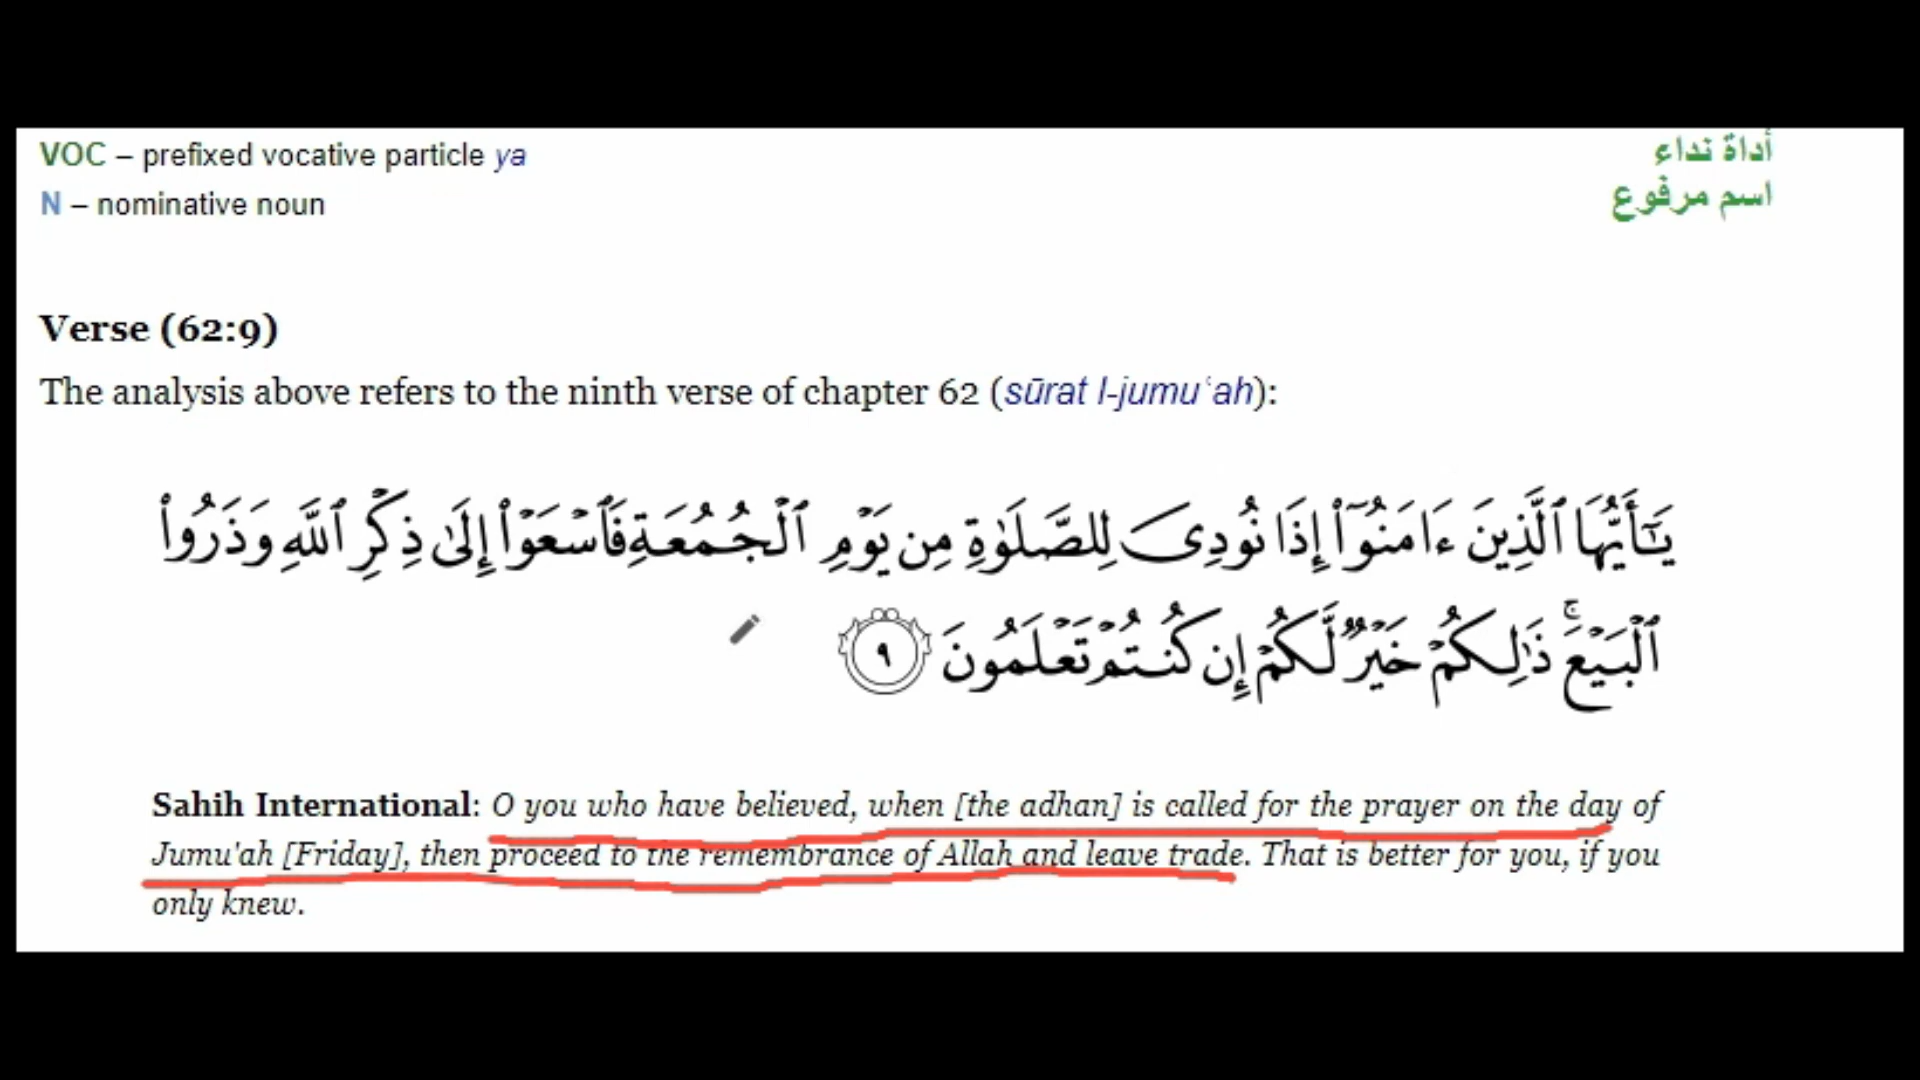 VOC – prefixed vocative particle ya
أداة نداء
N – nominative noun
اسم مرفوع
Verse (62:9)
The analysis above refers to the ninth verse of chapter 62 (sūrat l-jumuʿah):
يَـٰٓأَيُّهَا ٱلَّذِينَ ءَامَنُوٓا۟ إِذَا نُودِىَ لِلصَّلَوٰةِ مِن يَوْمِ ٱلْجُمُعَةِ فَٱسْعَوْا۟ إِلَىٰ ذِكْرِ ٱللَّهِ وَذَرُوا۟
ٱلْبَيْعَ ۚ ذَٰلِكُمْ خَيْرٌ لَّكُمْ إِن كُنتُمْ تَعْلَمُونَ ٩
Sahih International: O you who have believed, when [the adhan] is called for the prayer on the day of
Jumu'ah [Friday], then proceed to the remembrance of Allah and leave trade. That is better for you, if you
only knew.